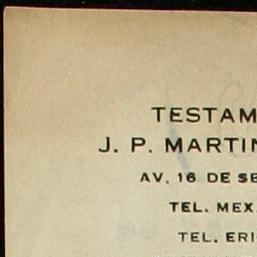 TESTAM
J. P. MARTIN
AV. 16 DE SE
TEL. MEX
TEL. ERI